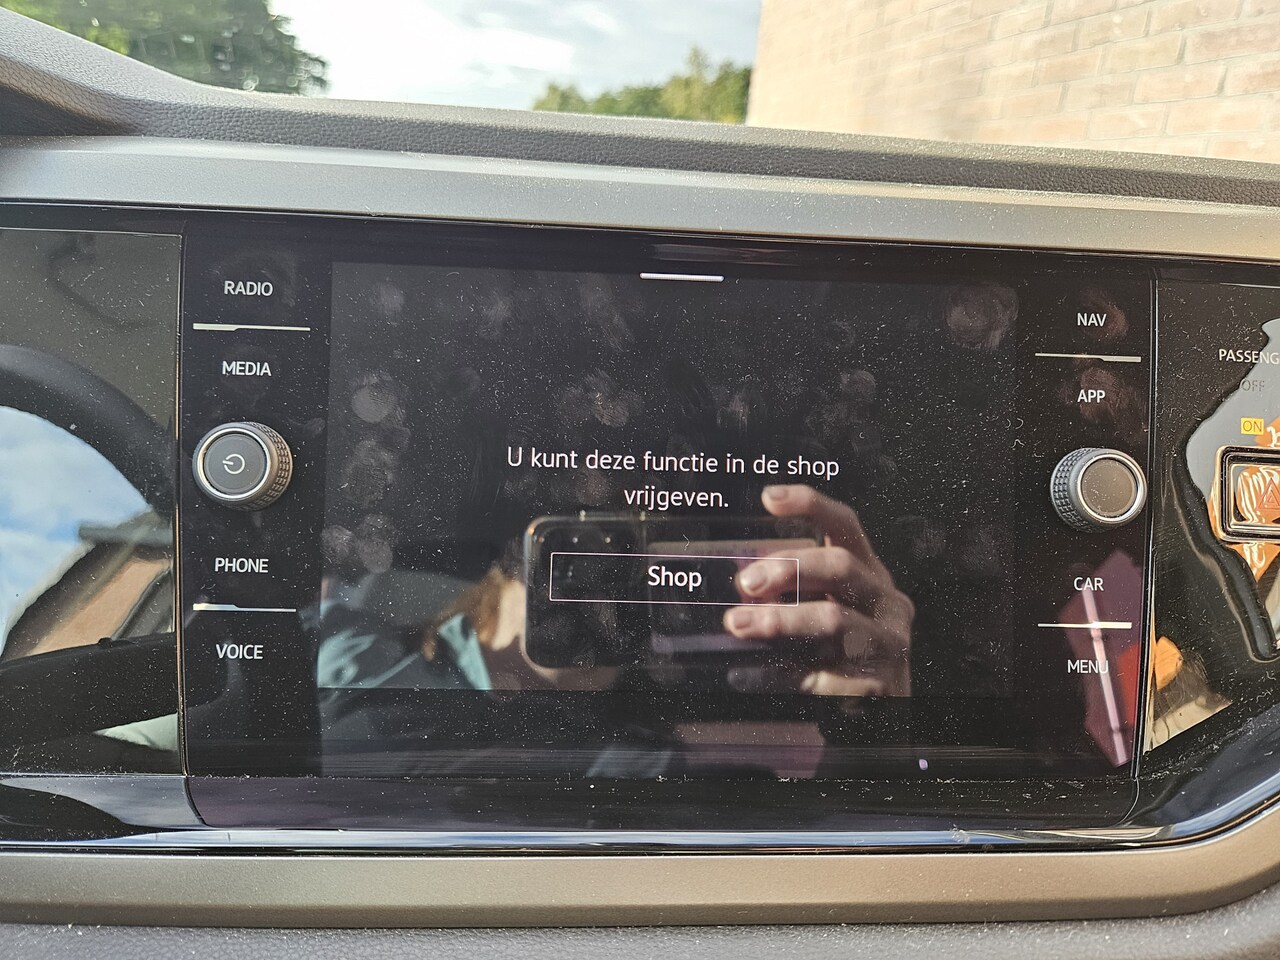 RADIO
MEDIA
PHONE
VOICE
U kunt deze functie in de shop
vrijgeven.
Shop
NAV
APP
CAR
MENU
PASSENG
OFF
ON